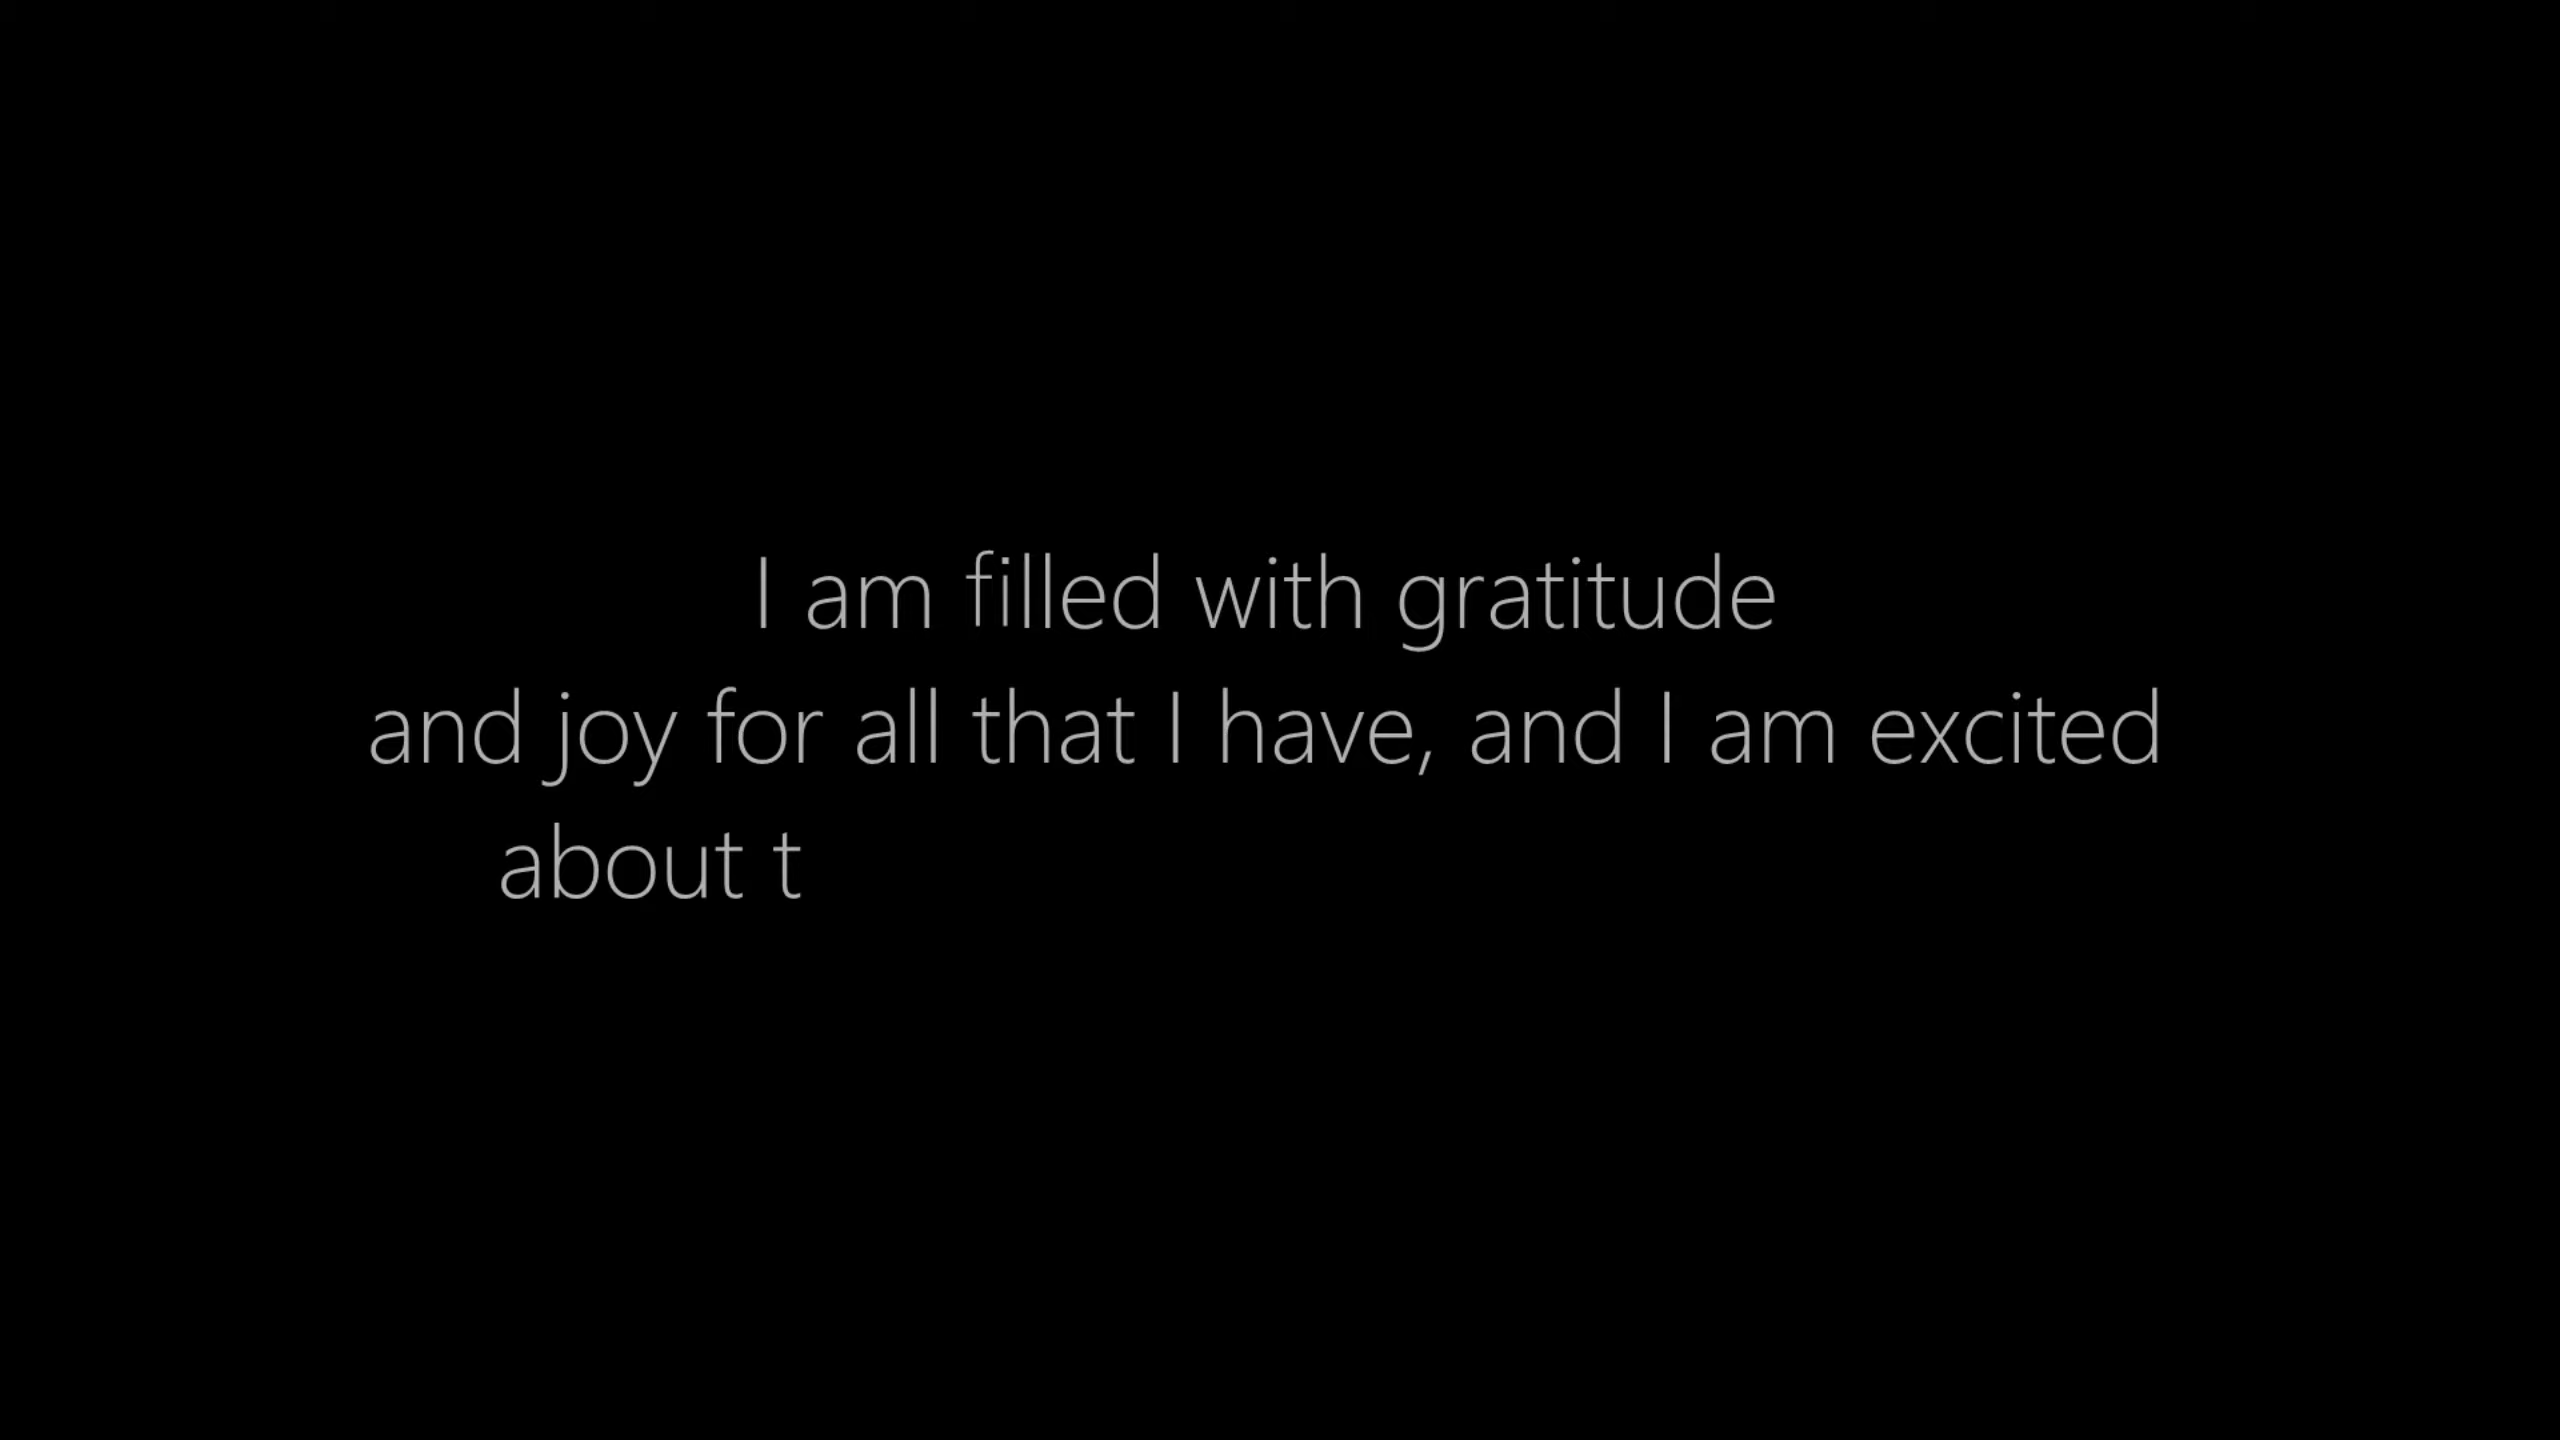 I am filled with gratitude
and joy for all that I have, and I am excited
about t